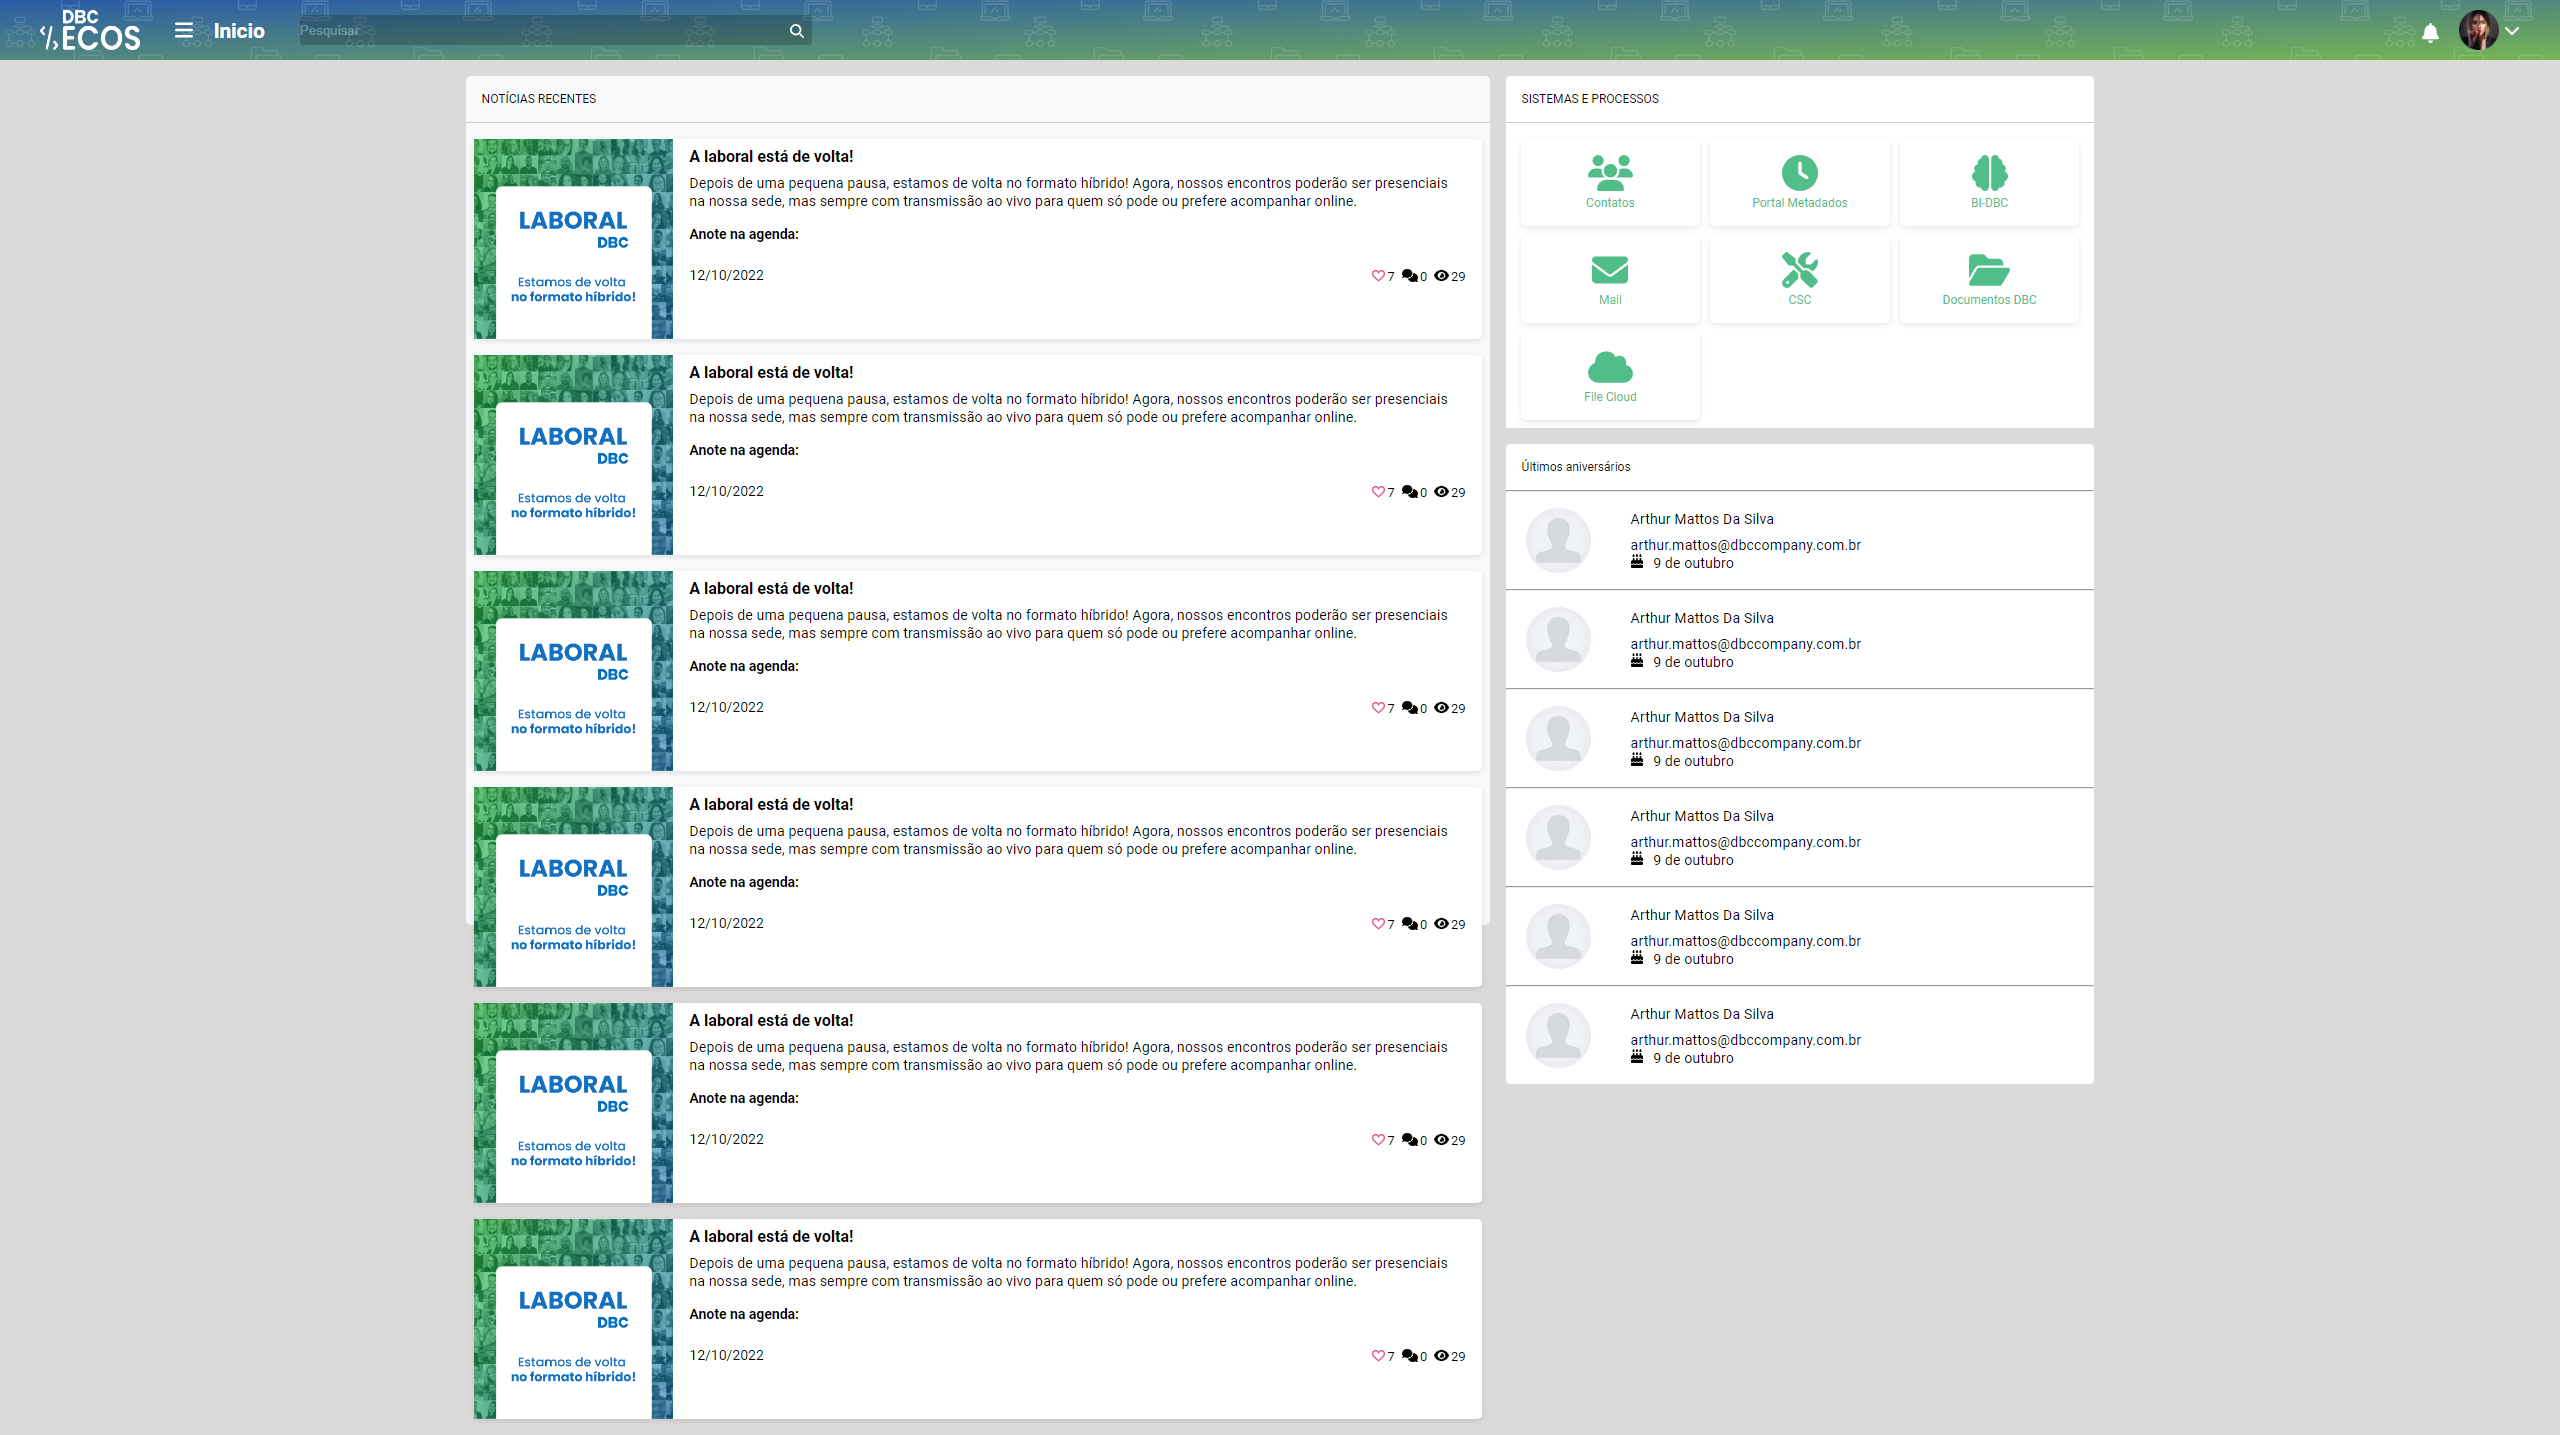 DBC
ECOS
Inicio
Pesquisar
NOTÍCIAS RECENTES
LABORAL
DBC
Estamos de volta
no formato híbrido!
A laboral está de volta!
Depois de uma pequena pausa, estamos de volta no formato híbrido! Agora, nossos encontros poderão ser presenciais
na nossa sede, mas sempre com transmissão ao vivo para quem só pode ou prefere acompanhar online.
Anote na agenda:
12/10/2022
7 0 29
LABORAL
DBC
Estamos de volta
no formato híbrido!
A laboral está de volta!
Depois de uma pequena pausa, estamos de volta no formato híbrido! Agora, nossos encontros poderão ser presenciais
na nossa sede, mas sempre com transmissão ao vivo para quem só pode ou prefere acompanhar online.
Anote na agenda:
12/10/2022
7 0 29
LABORAL
DBC
Estamos de volta
no formato híbrido!
A laboral está de volta!
Depois de uma pequena pausa, estamos de volta no formato híbrido! Agora, nossos encontros poderão ser presenciais
na nossa sede, mas sempre com transmissão ao vivo para quem só pode ou prefere acompanhar online.
Anote na agenda:
12/10/2022
7 0 29
LABORAL
DBC
Estamos de volta
no formato híbrido!
A laboral está de volta!
Depois de uma pequena pausa, estamos de volta no formato híbrido! Agora, nossos encontros poderão ser presenciais
na nossa sede, mas sempre com transmissão ao vivo para quem só pode ou prefere acompanhar online.
Anote na agenda:
12/10/2022
7 0 29
LABORAL
DBC
Estamos de volta
no formato híbrido!
A laboral está de volta!
Depois de uma pequena pausa, estamos de volta no formato híbrido! Agora, nossos encontros poderão ser presenciais
na nossa sede, mas sempre com transmissão ao vivo para quem só pode ou prefere acompanhar online.
Anote na agenda:
12/10/2022
7 0 29
LABORAL
DBC
Estamos de volta
no formato híbrido!
A laboral está de volta!
Depois de uma pequena pausa, estamos de volta no formato híbrido! Agora, nossos encontros poderão ser presenciais
na nossa sede, mas sempre com transmissão ao vivo para quem só pode ou prefere acompanhar online.
Anote na agenda:
12/10/2022
7 0 29
SISTEMAS E PROCESSOS
Contatos
Portal Metadados
BI-DBC
Mail
CSC
Documentos DBC
File Cloud
Últimos aniversários
Arthur Mattos Da Silva
arthur.mattos@dbccompany.com.br
9 de outubro
Arthur Mattos Da Silva
arthur.mattos@dbccompany.com.br
9 de outubro
Arthur Mattos Da Silva
arthur.mattos@dbccompany.com.br
9 de outubro
Arthur Mattos Da Silva
arthur.mattos@dbccompany.com.br
9 de outubro
Arthur Mattos Da Silva
arthur.mattos@dbccompany.com.br
9 de outubro
Arthur Mattos Da Silva
arthur.mattos@dbccompany.com.br
9 de outubro